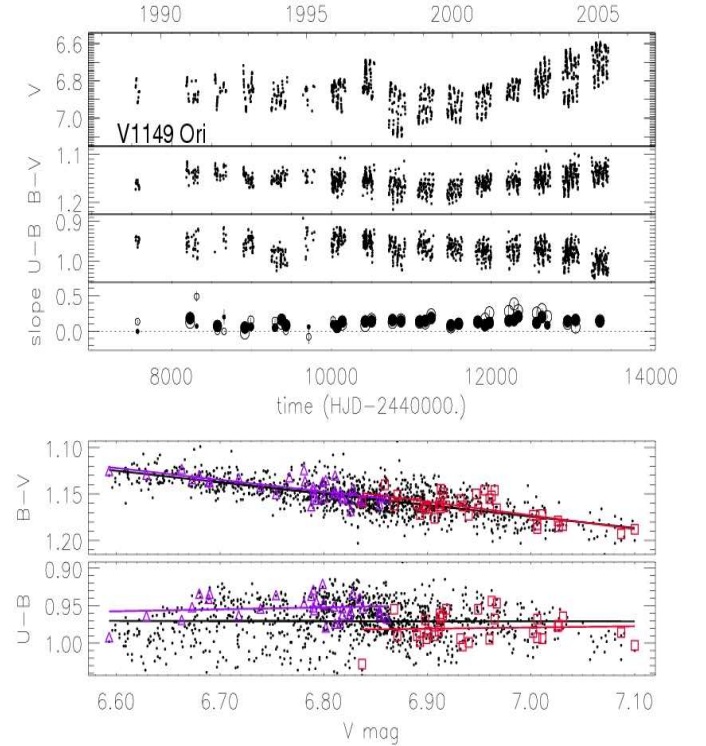 1990 1995 2000 2005
6.6
6.8
7.0
V
V1149 Ori
1.1
1.2
B−V
0.9
1.0
U−B
0.5
0.0
slope
8000 10000 12000 14000
time (HJD−2440000.)
1.10
1.15
1.20
B−V
0.90
0.95
1.00
U−B
6.60 6.70 6.80 6.90 7.00 7.10
V mag